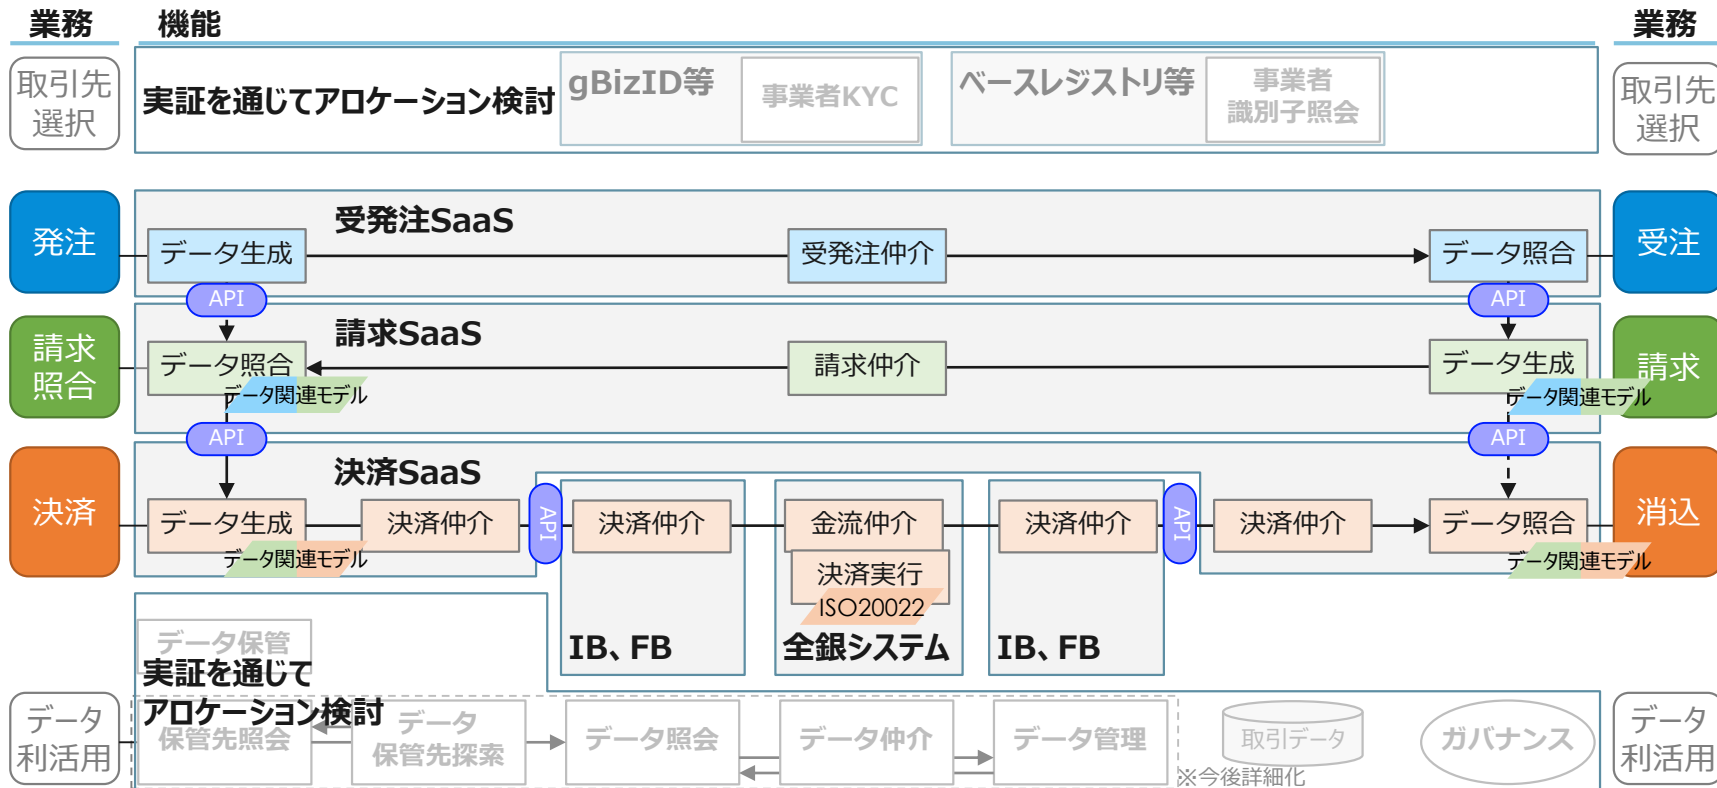 業務
機能
業務
取引先
選択
実証を通じてアロケーション検討
gBizID等
事業者KYC
ベースレジストリ等
事業者
識別子照会
取引先
選択
発注
受発注SaaS
データ生成
受発注仲介
データ照合
受注
API
API
請求
照合
請求SaaS
データ照合
請求仲介
データ生成
請求
データ関連モデル
データ関連モデル
API
API
決済
決済SaaS
データ生成
決済仲介
API
決済仲介
金流仲介
決済仲介
API
決済仲介
データ照合
消込
データ関連モデル
データ関連モデル
決済実行
ISO20022
IB、FB
全銀システム
IB、FB
データ保管
実証を通じて
アロケーション検討
データ
利活用
保管先照会
データ
保管先探索
データ照会
データ仲介
データ管理
取引データ
ガバナンス
データ
利活用
※今後詳細化